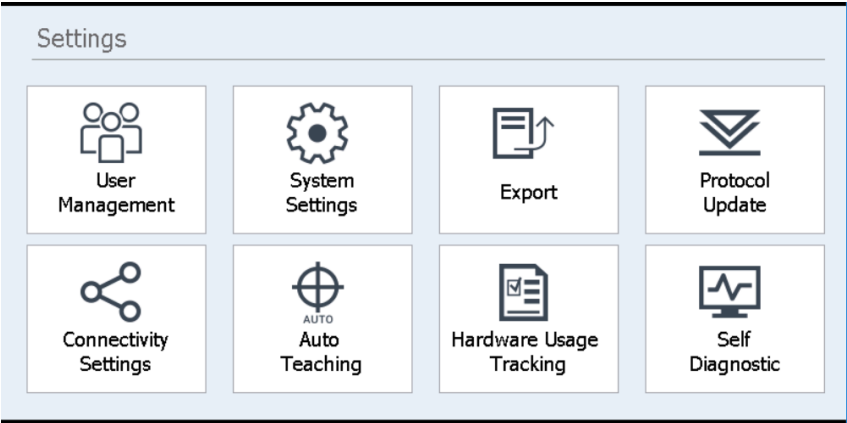 Settings
User
Management
System
Settings
Export
Protocol
Update
Connectivity
Settings
AUTO
Auto
Teaching
Hardware Usage
Tracking
Self
Diagnostic